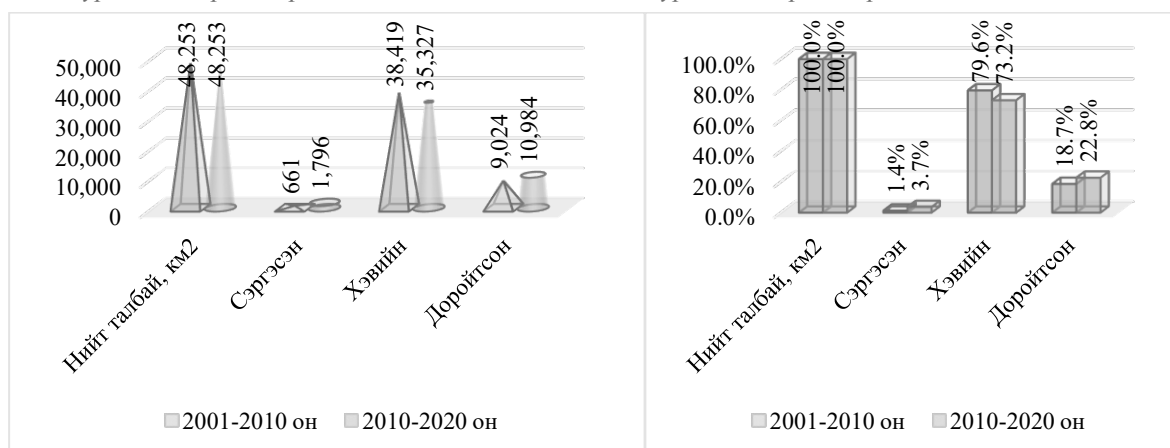 50,000
40,000
30,000
20,000
10,000
0
48,253
48,253
661
1,796
38,419
35,327
9,024
10,984
Нийт талбай, км2
Сэргэсэн
Хэвийн
Доройтсон
2001-2010 он
2010-2020 он
100.0%
80.0%
60.0%
40.0%
20.0%
0.0%
100.0%
100.0%
1.4%
3.7%
79.6%
73.2%
18.7%
22.8%
Нийт талбай, км2
Сэргэсэн
Хэвийн
Доройтсон
2001-2010 он
2010-2020 он